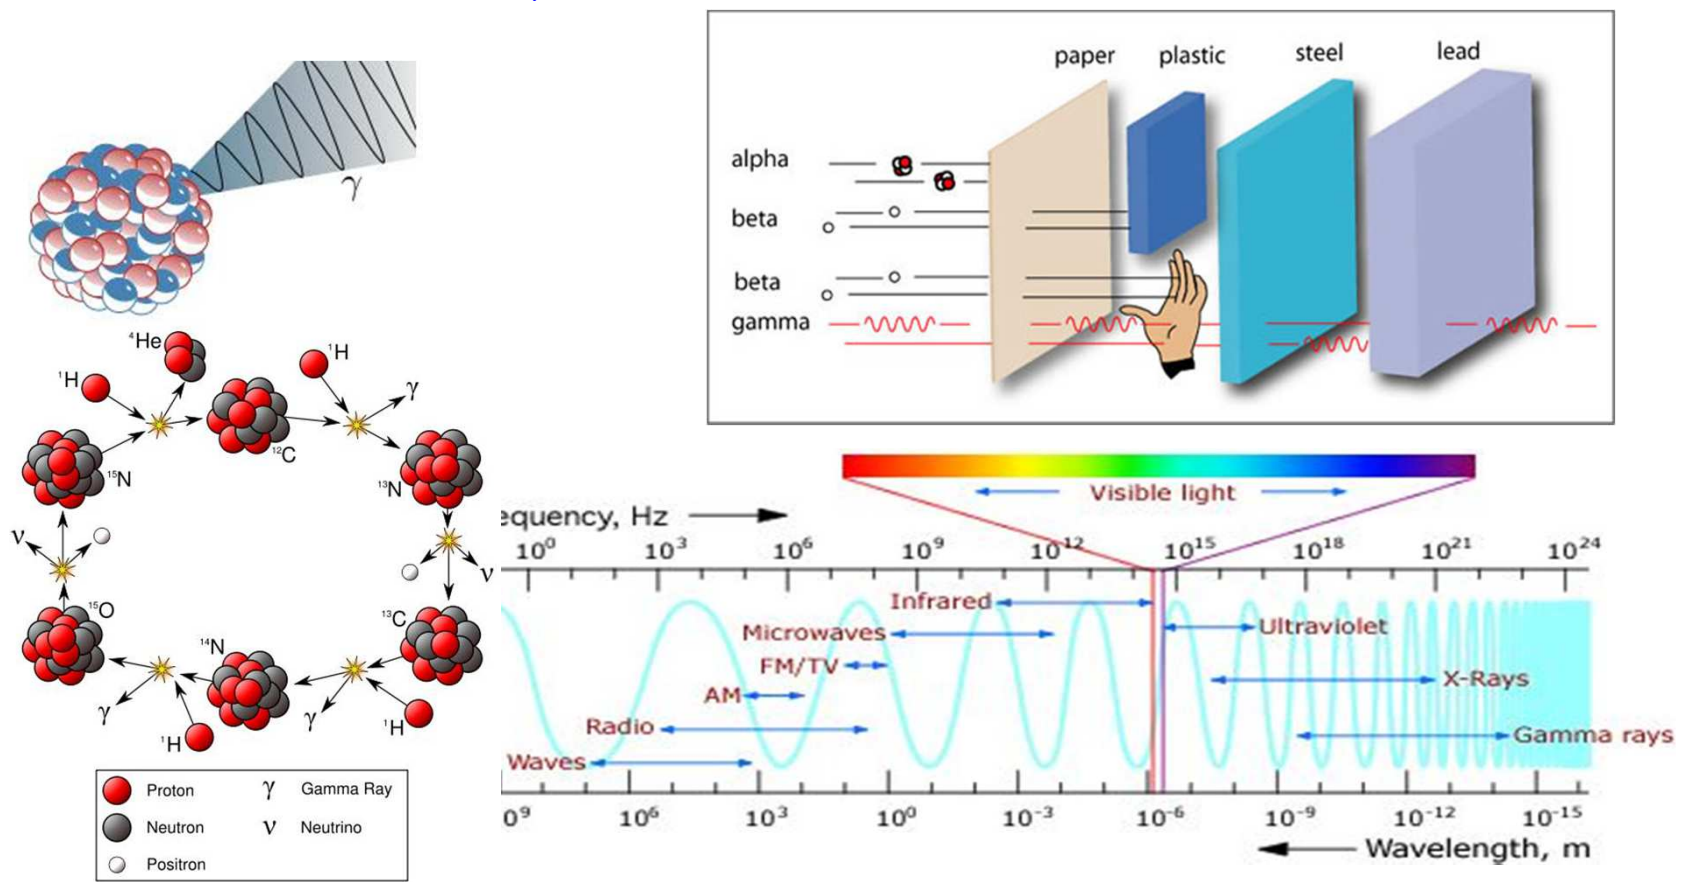 γ
paper plastic steel lead
alpha
beta
beta
gamma
⁴He
¹H
¹H
γ
¹²C
¹⁵N
¹³N
ν
ν
¹⁵O
¹³C
¹⁴N
γ
γ
¹H
¹H
Proton γ Gamma Ray
Neutron ν Neutrino
Positron
Visible light
equency, Hz
10⁰ 10³ 10⁶ 10⁹ 10¹² 10¹⁵ 10¹⁸ 10²¹ 10²⁴
Infrared
Ultraviolet
Microwaves
FM/TV
X-Rays
AM
Radio
Gamma rays
Waves
0⁹ 10⁶ 10³ 10⁰ 10⁻³ 10⁻⁶ 10⁻⁹ 10⁻¹² 10⁻¹⁵
Wavelength, m